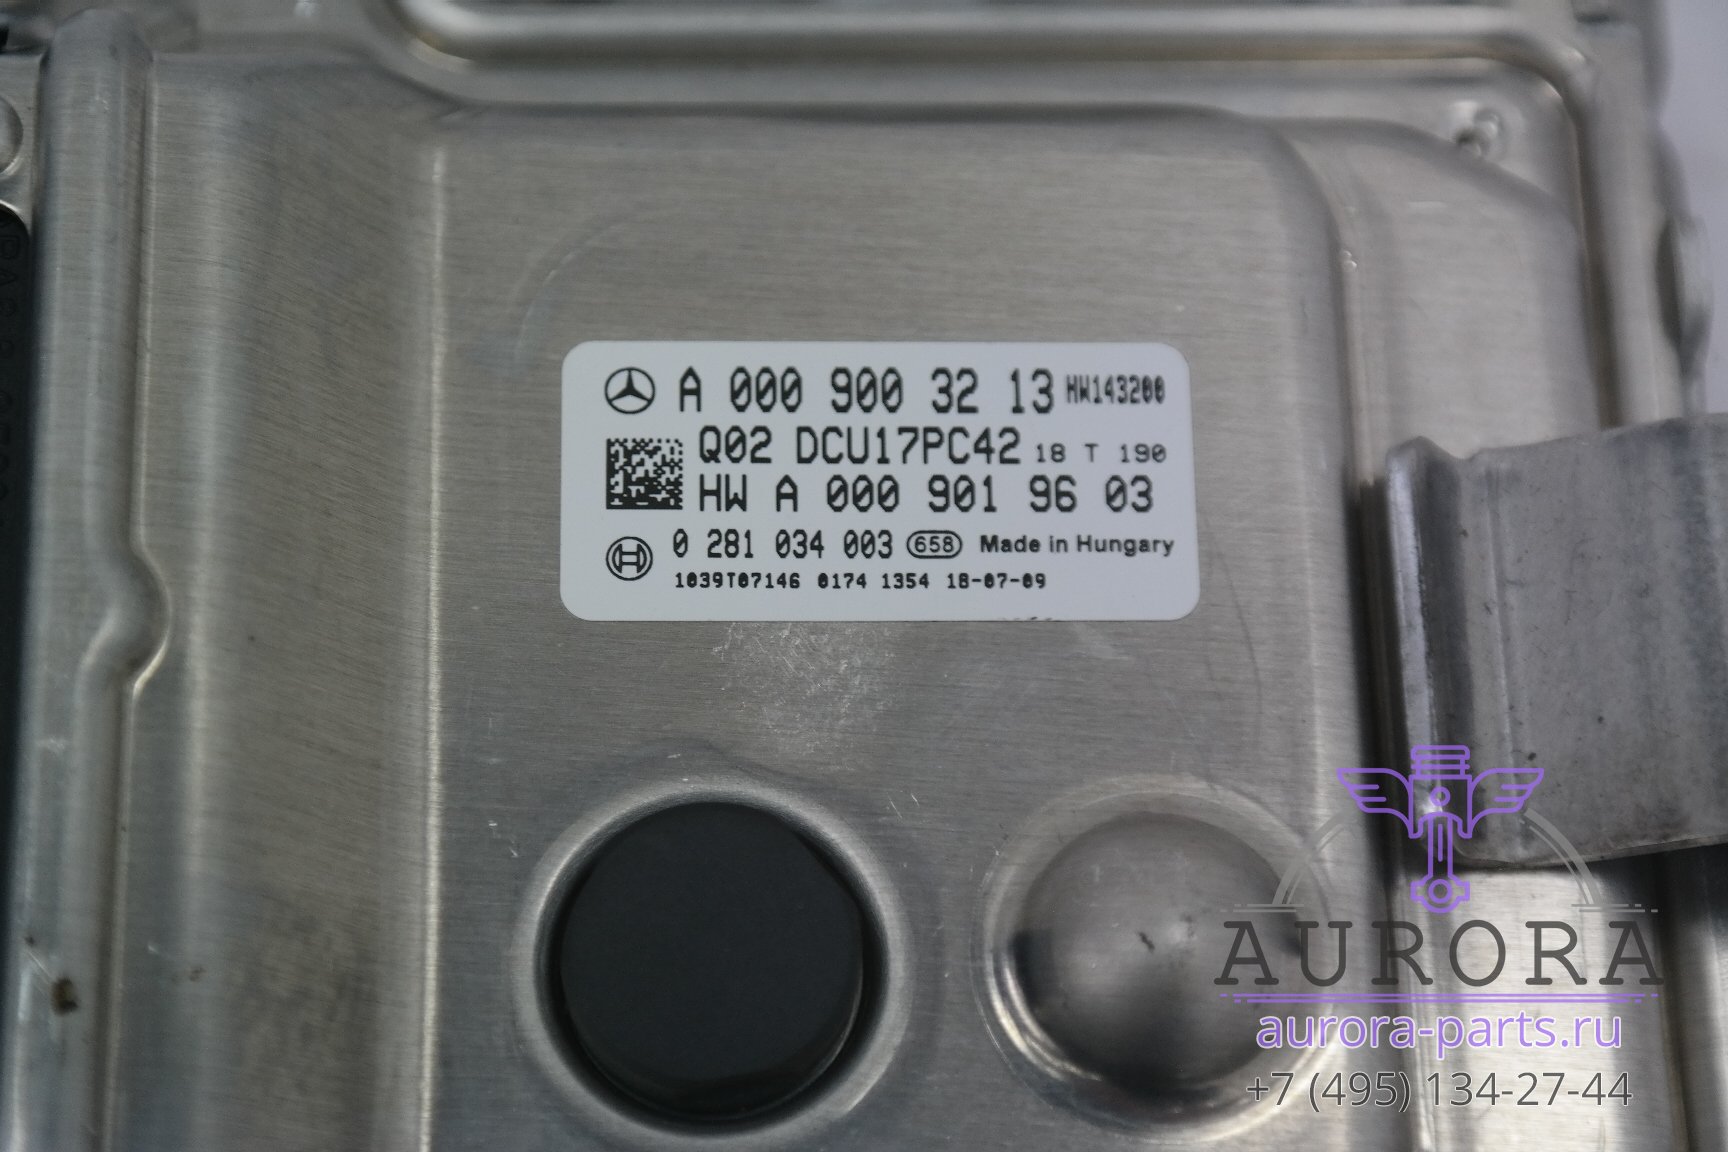 A 000 900 32 13 HW143200
Q02 DCU17PC42 18 T 190
HW A 000 901 96 03
0 281 034 003 658 Made in Hungary
1039T07146 0174 1354 18-07-09
AURORA
aurora-parts.ru
+7 (495) 134-27-44